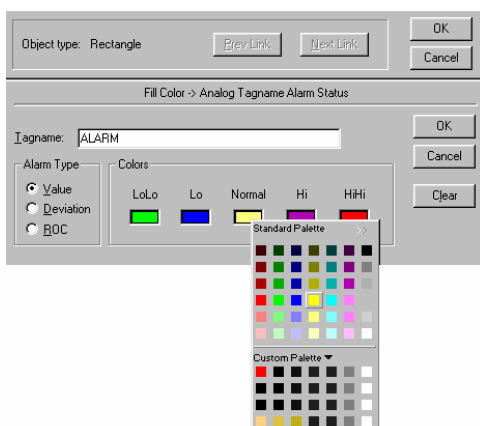 Object type: Rectangle
Prev Link
Next Link
OK
Cancel
Fill Color -> Analog Tagname Alarm Status
Tagname: ALARM
OK
Cancel
Clear
Alarm Type
Value
Deviation
ROC
Colors
LoLo Lo Normal Hi HiHi
Standard Palette >>
Custom Palette